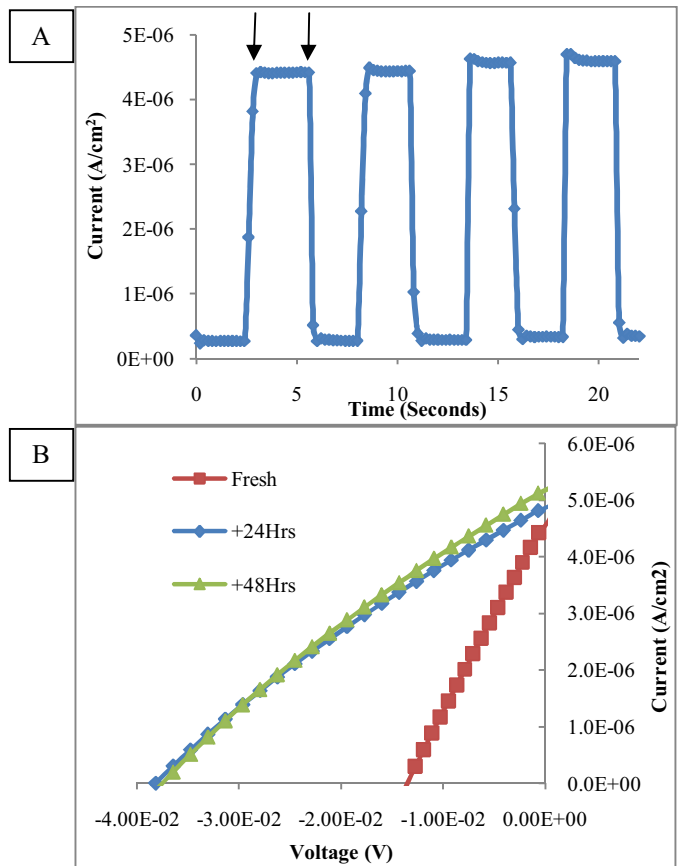 A
5E-06
4E-06
3E-06
2E-06
1E-06
0E+00
Current (A/cm²)
0 5 10 15 20
Time (Seconds)
B
Fresh
+24Hrs
+48Hrs
6.0E-06
5.0E-06
4.0E-06
3.0E-06
2.0E-06
1.0E-06
0.0E+00
Current (A/cm2)
-4.00E-02 -3.00E-02 -2.00E-02 -1.00E-02 0.00E+00
Voltage (V)